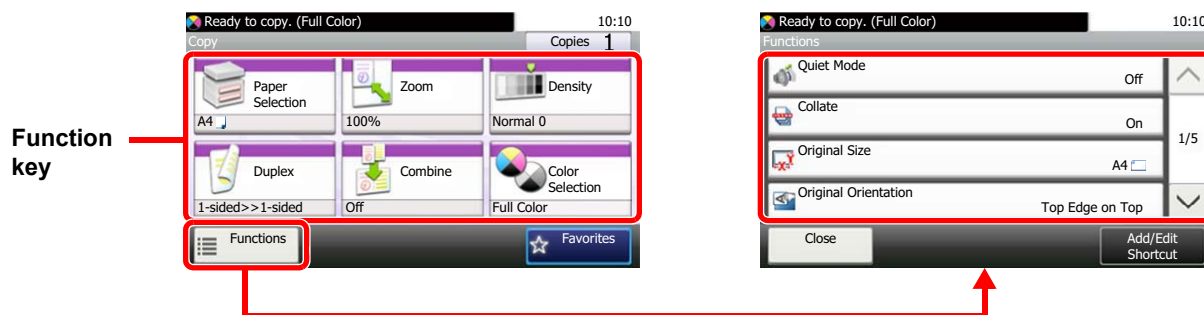 Ready to copy. (Full Color)
10:10
Copy
Copies 1
Paper
Selection
A4
Zoom
100%
Density
Normal 0
Function
key
Duplex
1-sided>>1-sided
Combine
Off
Color
Selection
Full Color
Functions
Favorites
Ready to copy. (Full Color)
10:10
Functions
Quiet Mode
Off
Collate
On
1/5
Original Size
A4
Original Orientation
Top Edge on Top
Close
Add/Edit
Shortcut